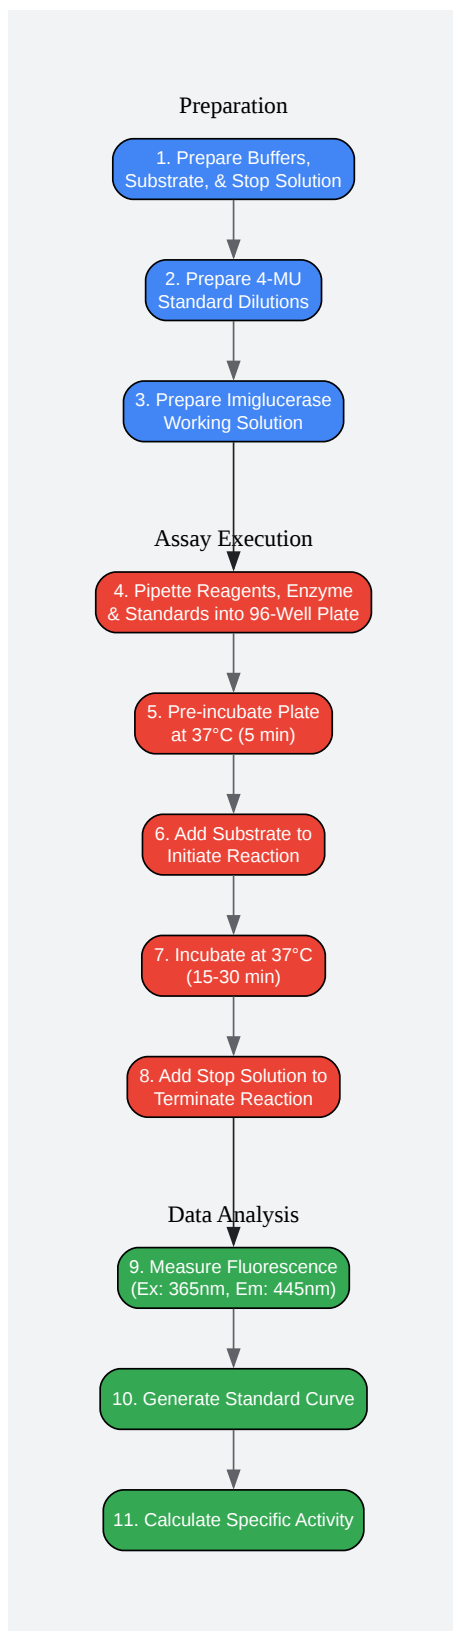 Preparation
1. Prepare Buffers,
Substrate, & Stop Solution
2. Prepare 4-MU
Standard Dilutions
3. Prepare Imiglucerase
Working Solution
Assay Execution
4. Pipette Reagents, Enzyme
& Standards into 96-Well Plate
5. Pre-incubate Plate
at 37°C (5 min)
6. Add Substrate to
Initiate Reaction
7. Incubate at 37°C
(15-30 min)
8. Add Stop Solution to
Terminate Reaction
Data Analysis
9. Measure Fluorescence
(Ex: 365nm, Em: 445nm)
10. Generate Standard Curve
11. Calculate Specific Activity